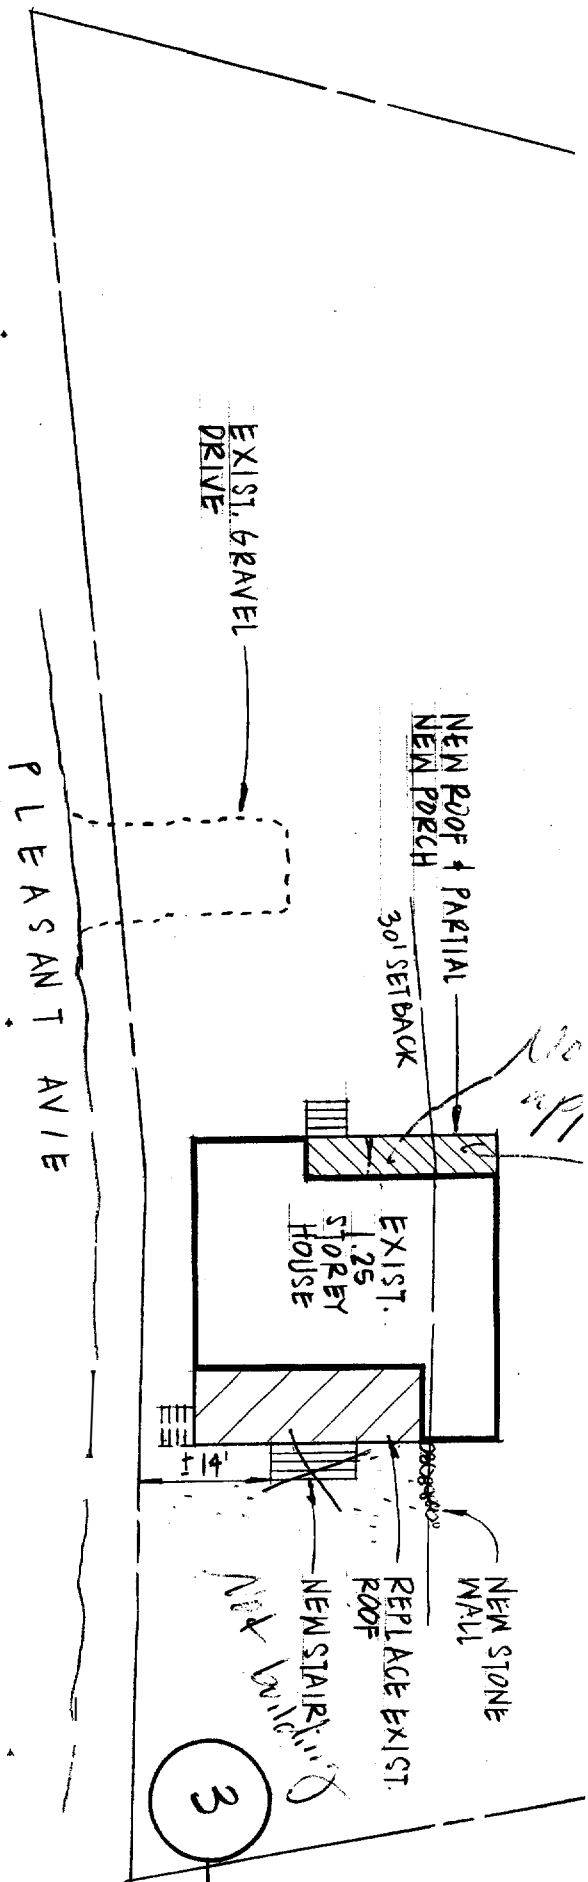 EXIST. GRAVEL
DRIVE
NEW ROOF & PARTIAL
NEW PORCH
30' SETBACK
PLEASANT AVE
EXIST.
1.25
STOREY
HOUSE
±14'
NEW STONE
WALL
REPLACE EXIST.
ROOF
NEW STAIR
Not building
3